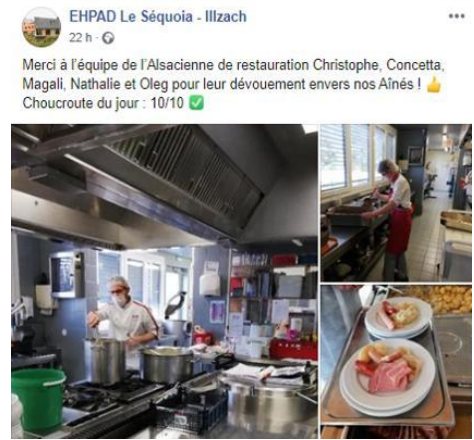 EHPAD Le Séquoia - Illzach
22 h ·
Merci à l'équipe de l'Alsacienne de restauration Christophe, Concetta,
Magali, Nathalie et Oleg pour leur dévouement envers nos Aînés ! 👍
Choucroute du jour : 10/10 ✅